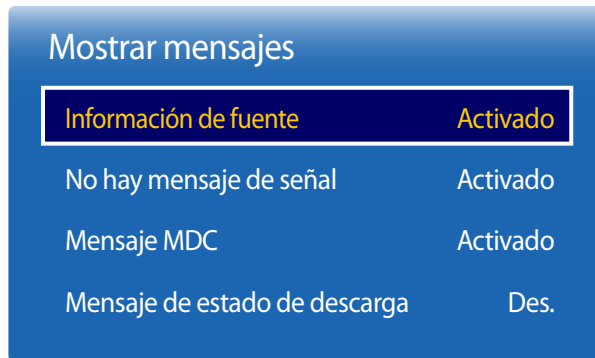 Mostrar mensajes
Información de fuente Activado
No hay mensaje de señal Activado
Mensaje MDC Activado
Mensaje de estado de descarga Des.